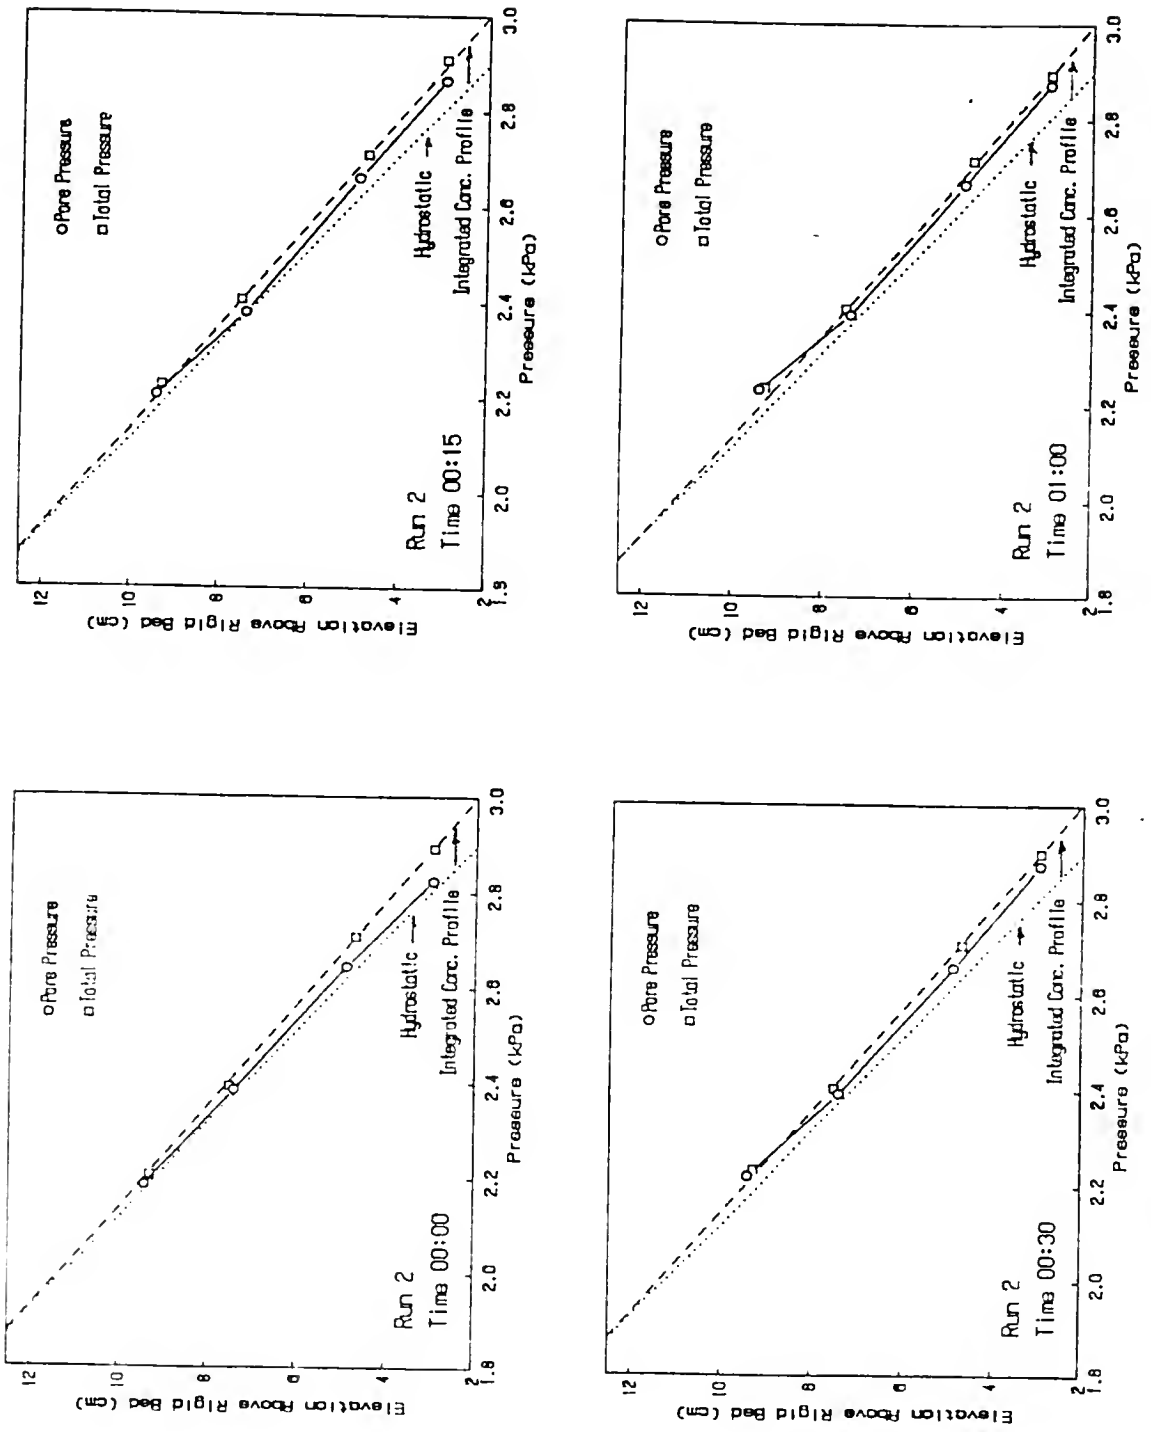 12
10
8
6
4
2
Elevation Above Rigid Bed (cm)
1.8
2.0
2.2
2.4
2.6
2.8
3.0
Pressure (kPa)
Pore Pressure
Total Pressure
Hydrostatic
Integrated Conc. Profile
Run 2
Time 00:00
12
10
8
6
4
2
Elevation Above Rigid Bed (cm)
1.8
2.0
2.2
2.4
2.6
2.8
3.0
Pressure (kPa)
Pore Pressure
Total Pressure
Hydrostatic
Integrated Conc. Profile
Run 2
Time 00:15
12
10
8
6
4
2
Elevation Above Rigid Bed (cm)
1.8
2.0
2.2
2.4
2.6
2.8
3.0
Pressure (kPa)
Pore Pressure
Total Pressure
Hydrostatic
Integrated Conc. Profile
Run 2
Time 00:30
12
10
8
6
4
2
Elevation Above Rigid Bed (cm)
1.8
2.0
2.2
2.4
2.6
2.8
3.0
Pressure (kPa)
Pore Pressure
Total Pressure
Hydrostatic
Integrated Conc. Profile
Run 2
Time 01:00